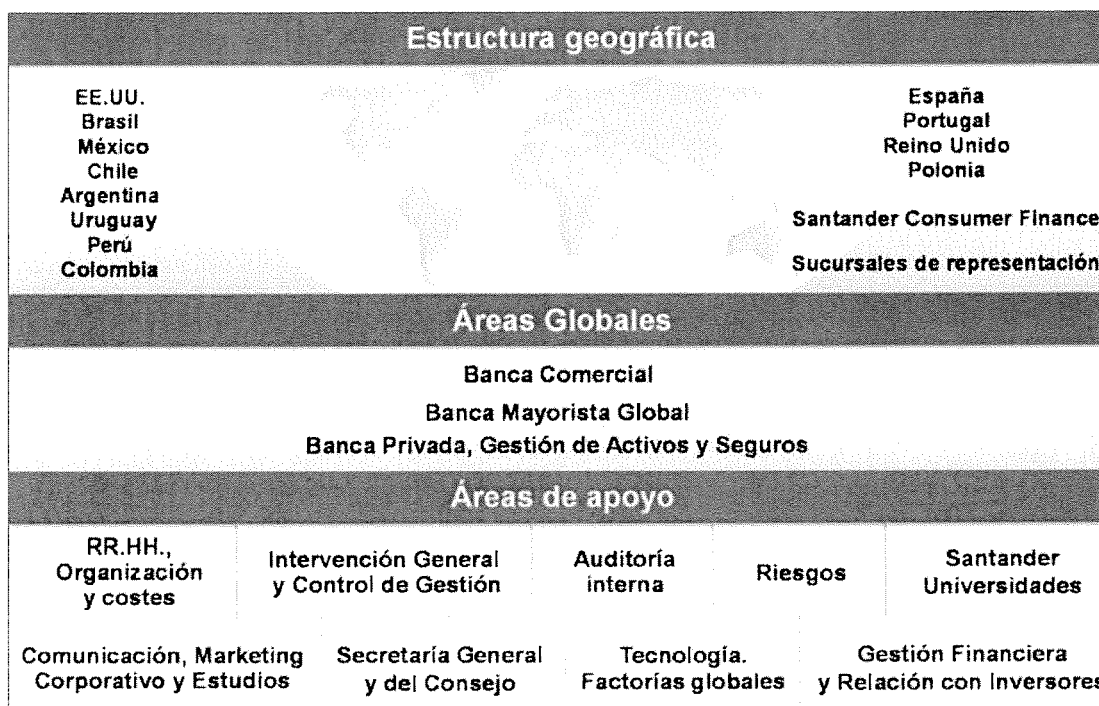 Estructura geográfica
EE.UU.
Brasil
México
Chile
Argentina
Uruguay
Perú
Colombia
España
Portugal
Reino Unido
Polonia
Santander Consumer Finance
Sucursales de representación
Áreas Globales
Banca Comercial
Banca Mayorista Global
Banca Privada, Gestión de Activos y Seguros
Áreas de apoyo
RR.HH.,
Organización
y costes
Intervención General
y Control de Gestión
Auditoría
interna
Riesgos
Santander
Universidades
Comunicación, Marketing
Corporativo y Estudios
Secretaría General
y del Consejo
Tecnología.
Factorías globales
Gestión Financiera
y Relación con Inversores